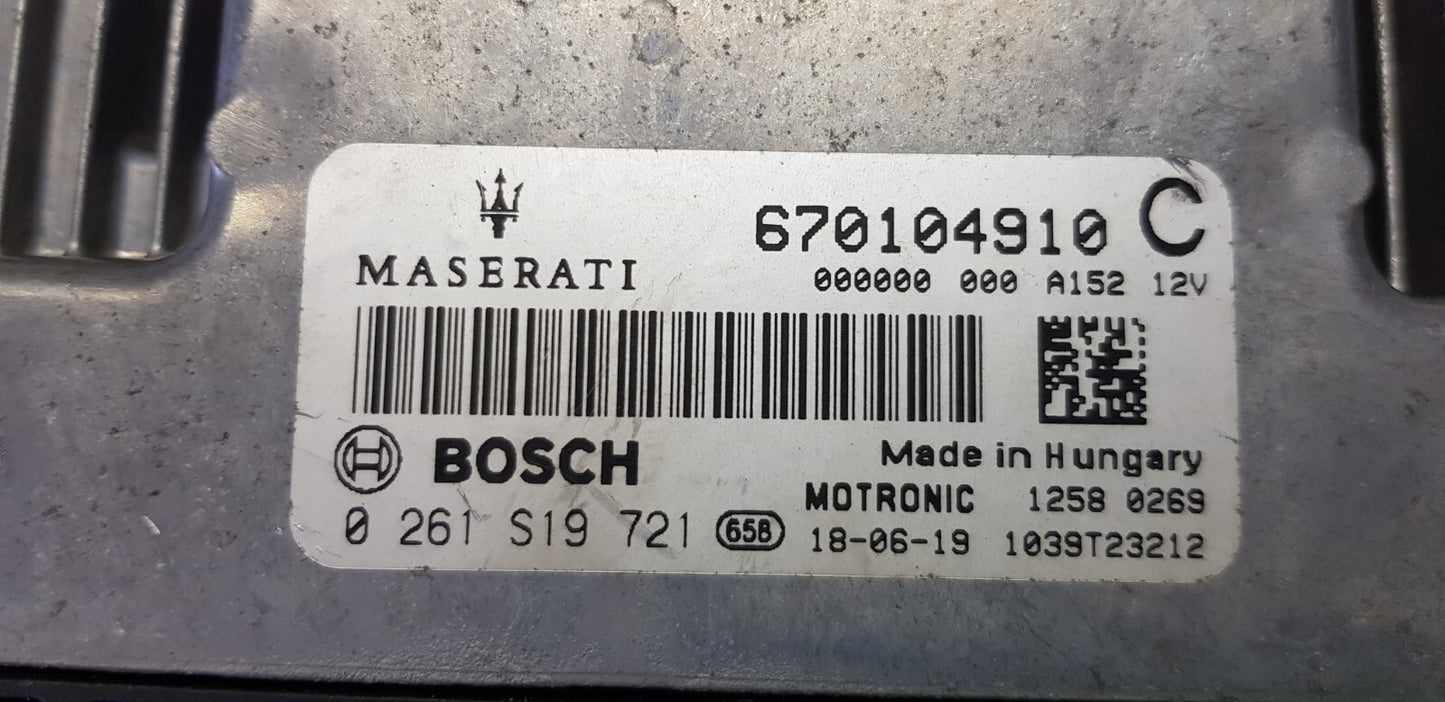 670104910 C
MASERATI
000000 000 A152 12V
BOSCH
Made in Hungary
MOTRONIC 1258 0269
0 261 S19 721 65B 18-06-19 1039T23212